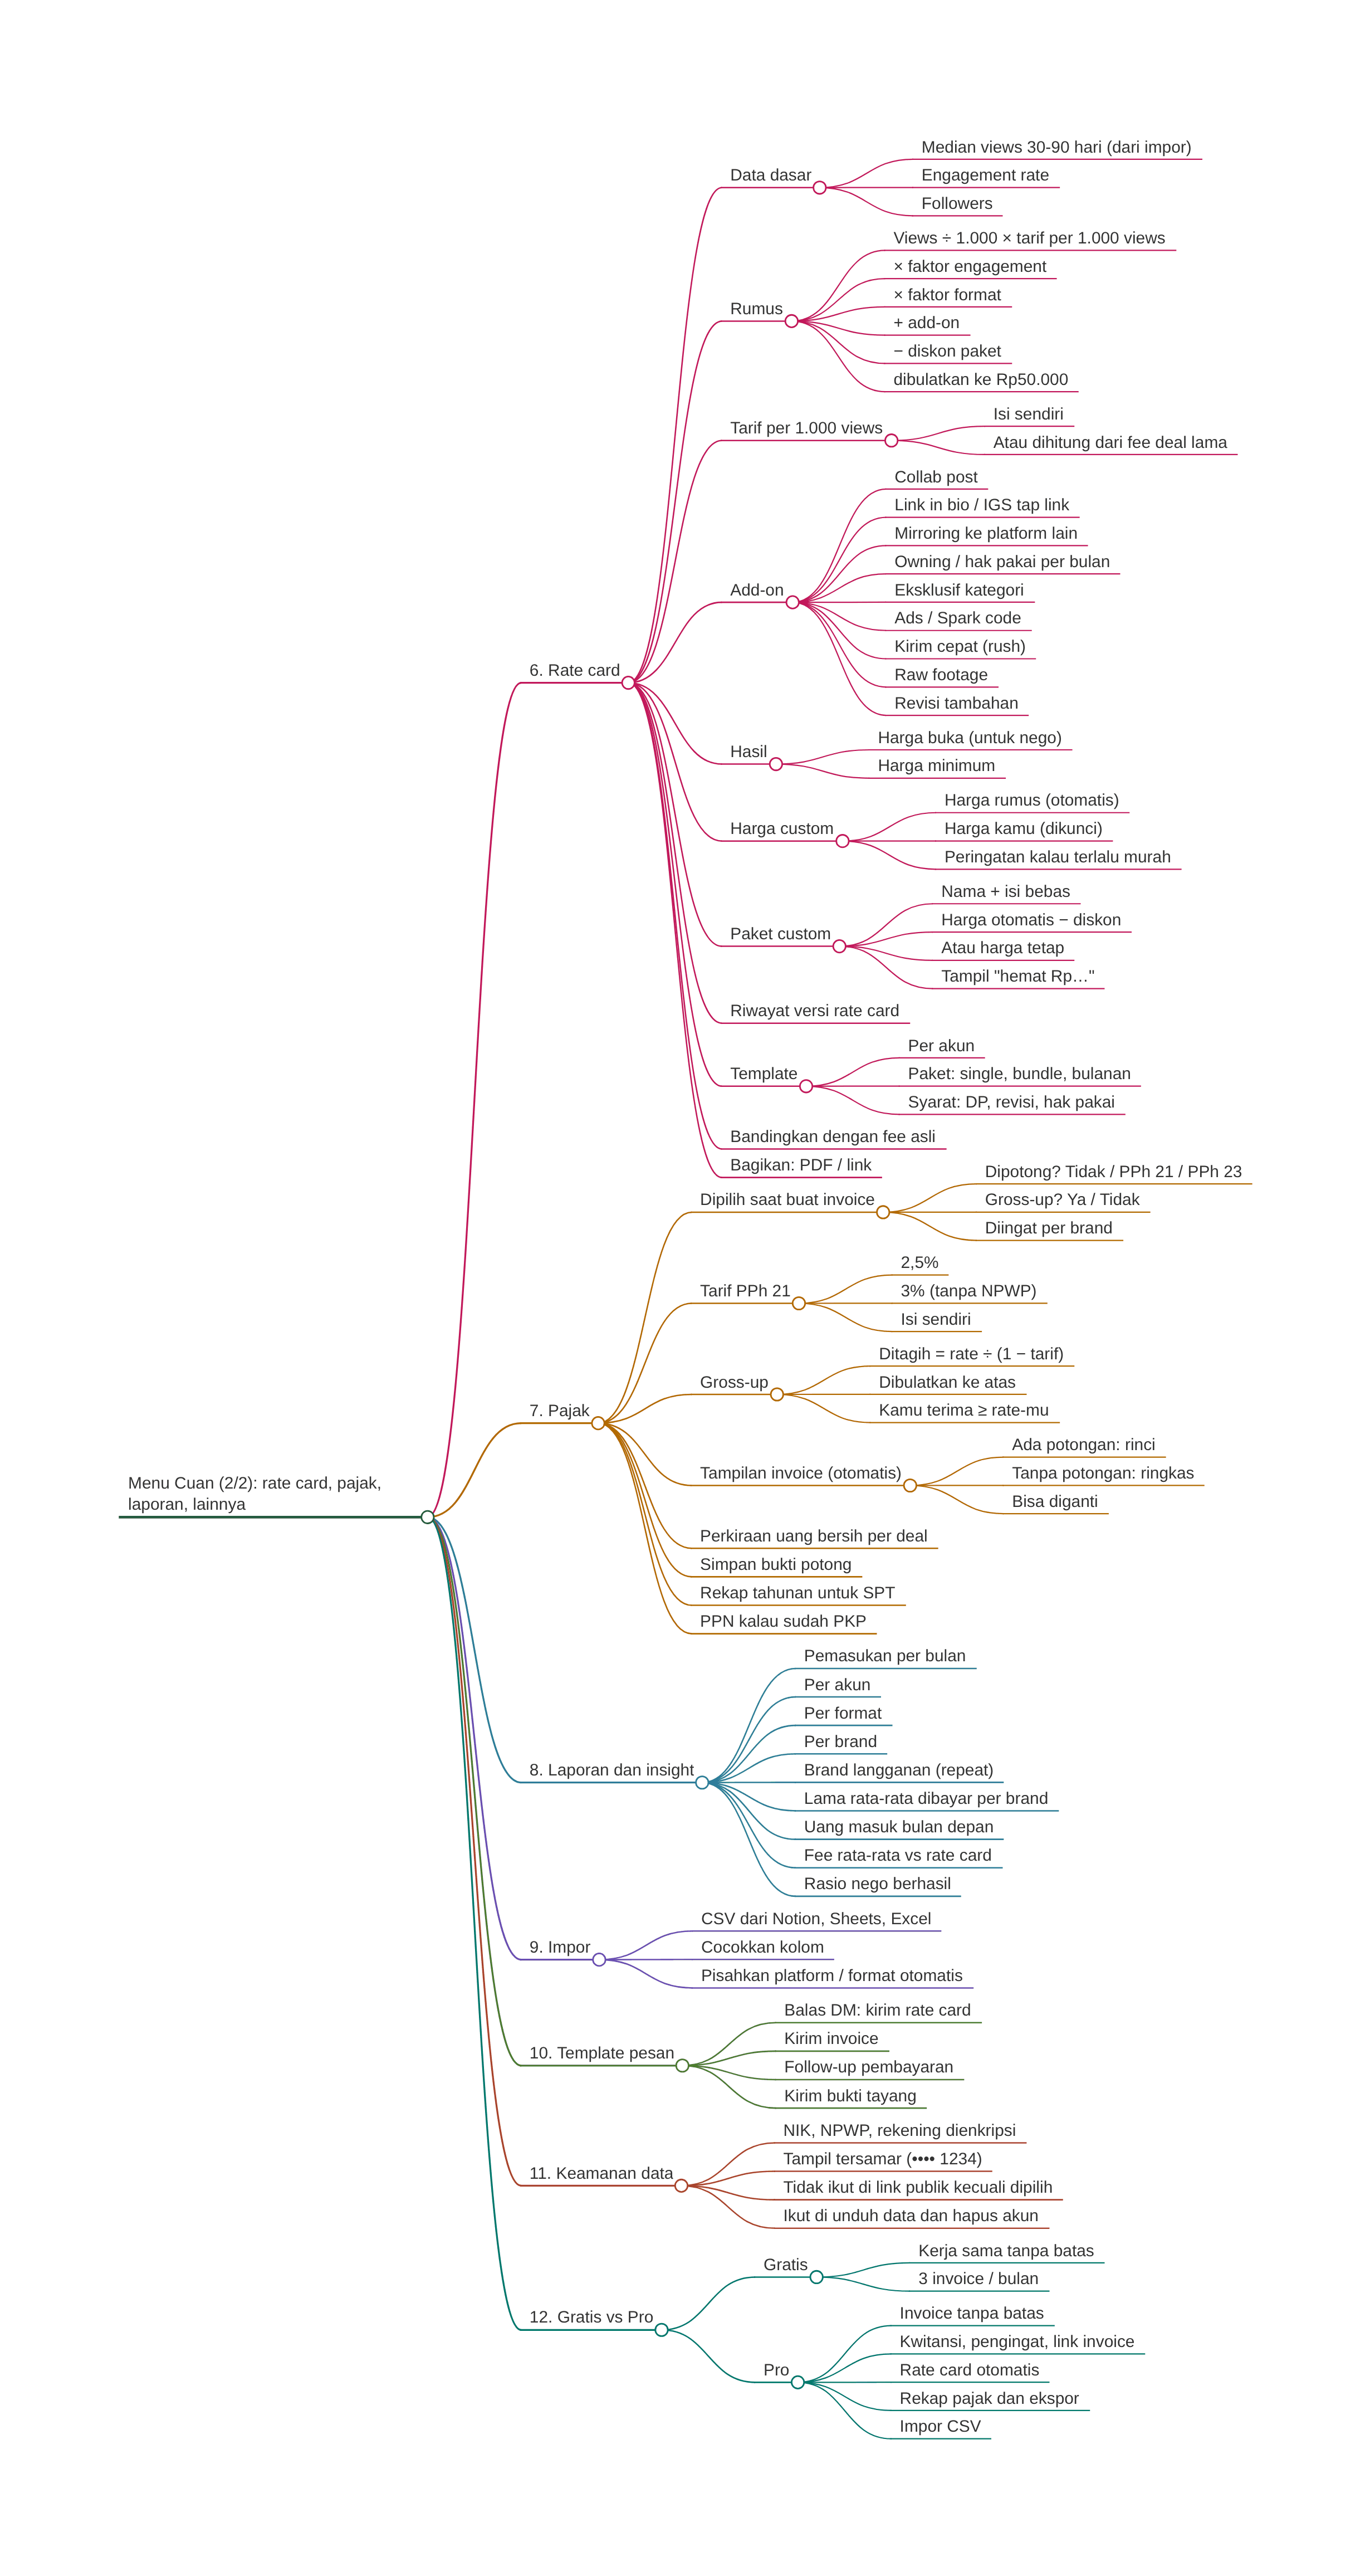 Menu Cuan (2/2): rate card, pajak,
laporan, lainnya
6. Rate card
Data dasar
Median views 30-90 hari (dari impor)
Engagement rate
Followers
Rumus
Views ÷ 1.000 × tarif per 1.000 views
× faktor engagement
× faktor format
+ add-on
− diskon paket
dibulatkan ke Rp50.000
Tarif per 1.000 views
Isi sendiri
Atau dihitung dari fee deal lama
Add-on
Collab post
Link in bio / IGS tap link
Mirroring ke platform lain
Owning / hak pakai per bulan
Eksklusif kategori
Ads / Spark code
Kirim cepat (rush)
Raw footage
Revisi tambahan
Hasil
Harga buka (untuk nego)
Harga minimum
Harga custom
Harga rumus (otomatis)
Harga kamu (dikunci)
Peringatan kalau terlalu murah
Paket custom
Nama + isi bebas
Harga otomatis − diskon
Atau harga tetap
Tampil "hemat Rp…"
Riwayat versi rate card
Template
Per akun
Paket: single, bundle, bulanan
Syarat: DP, revisi, hak pakai
Bandingkan dengan fee asli
Bagikan: PDF / link
7. Pajak
Dipilih saat buat invoice
Dipotong? Tidak / PPh 21 / PPh 23
Gross-up? Ya / Tidak
Diingat per brand
Tarif PPh 21
2,5%
3% (tanpa NPWP)
Isi sendiri
Gross-up
Ditagih = rate ÷ (1 − tarif)
Dibulatkan ke atas
Kamu terima ≥ rate-mu
Tampilan invoice (otomatis)
Ada potongan: rinci
Tanpa potongan: ringkas
Bisa diganti
Perkiraan uang bersih per deal
Simpan bukti potong
Rekap tahunan untuk SPT
PPN kalau sudah PKP
8. Laporan dan insight
Pemasukan per bulan
Per akun
Per format
Per brand
Brand langganan (repeat)
Lama rata-rata dibayar per brand
Uang masuk bulan depan
Fee rata-rata vs rate card
Rasio nego berhasil
9. Impor
CSV dari Notion, Sheets, Excel
Cocokkan kolom
Pisahkan platform / format otomatis
10. Template pesan
Balas DM: kirim rate card
Kirim invoice
Follow-up pembayaran
Kirim bukti tayang
11. Keamanan data
NIK, NPWP, rekening dienkripsi
Tampil tersamar (•••• 1234)
Tidak ikut di link publik kecuali dipilih
Ikut di unduh data dan hapus akun
12. Gratis vs Pro
Gratis
Kerja sama tanpa batas
3 invoice / bulan
Pro
Invoice tanpa batas
Kwitansi, pengingat, link invoice
Rate card otomatis
Rekap pajak dan ekspor
Impor CSV